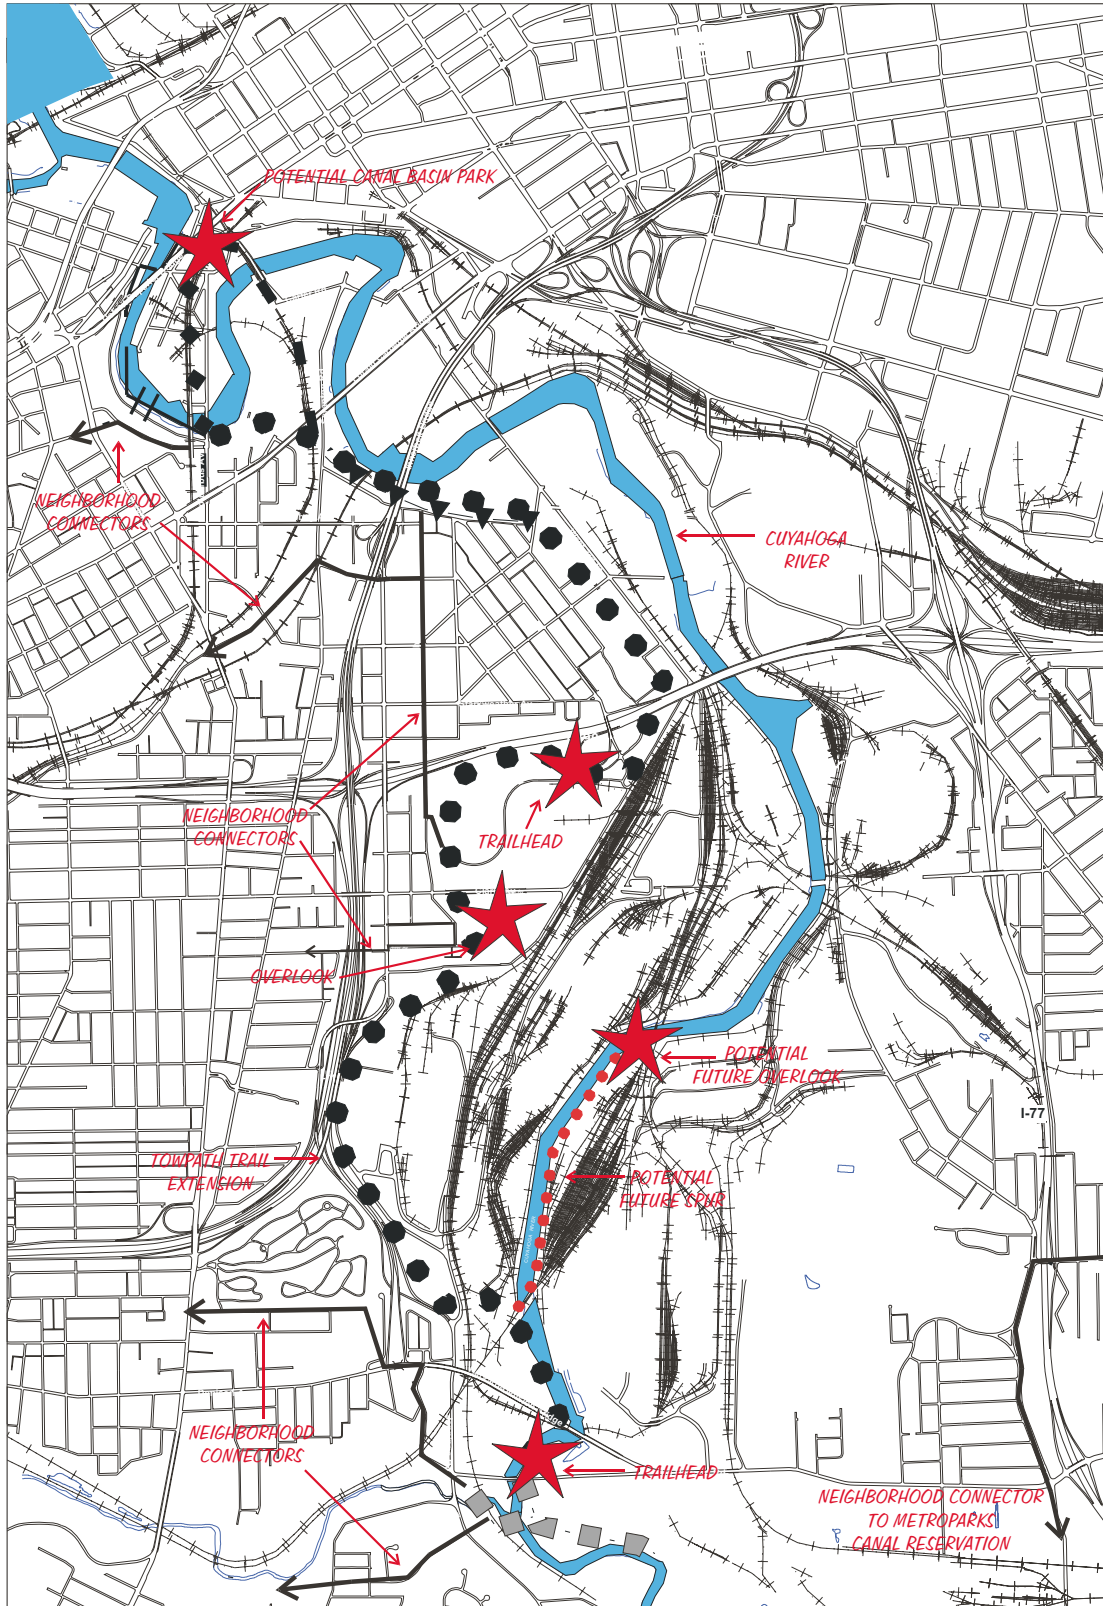 POTENTIAL CANAL BASIN PARK
NEIGHBORHOOD
CONNECTORS
CUYAHOGA
RIVER
NEIGHBORHOOD
CONNECTORS
TRAILHEAD
OVERLOOK
POTENTIAL
FUTURE OVERLOOK
I-77
TOWPATH TRAIL
EXTENSION
POTENTIAL
FUTURE SPUR
NEIGHBORHOOD
CONNECTORS
TRAILHEAD
NEIGHBORHOOD CONNECTOR
TO METROPARKS
CANAL RESERVATION